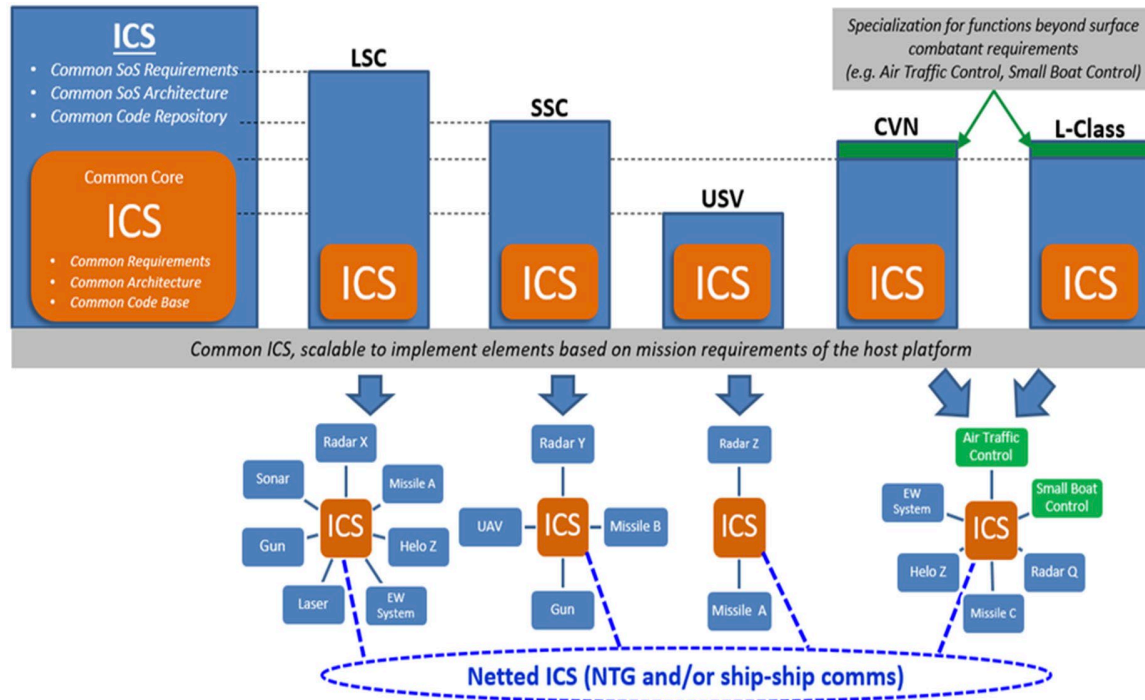 ICS
• Common SoS Requirements
• Common SoS Architecture
• Common Code Repository
Common Core
ICS
• Common Requirements
• Common Architecture
• Common Code Base
LSC
ICS
SSC
ICS
USV
ICS
Specialization for functions beyond surface
combatant requirements
(e.g. Air Traffic Control, Small Boat Control)
CVN
ICS
L-Class
ICS
Common ICS, scalable to implement elements based on mission requirements of the host platform
Radar X
Sonar
Missile A
ICS
Gun
Helo Z
Laser
EW
System
Radar Y
UAV
ICS
Missile B
Gun
Radar Z
ICS
Missile A
Air Traffic
Control
EW
System
Small Boat
Control
ICS
Helo Z
Radar Q
Missile C
Netted ICS (NTG and/or ship-ship comms)